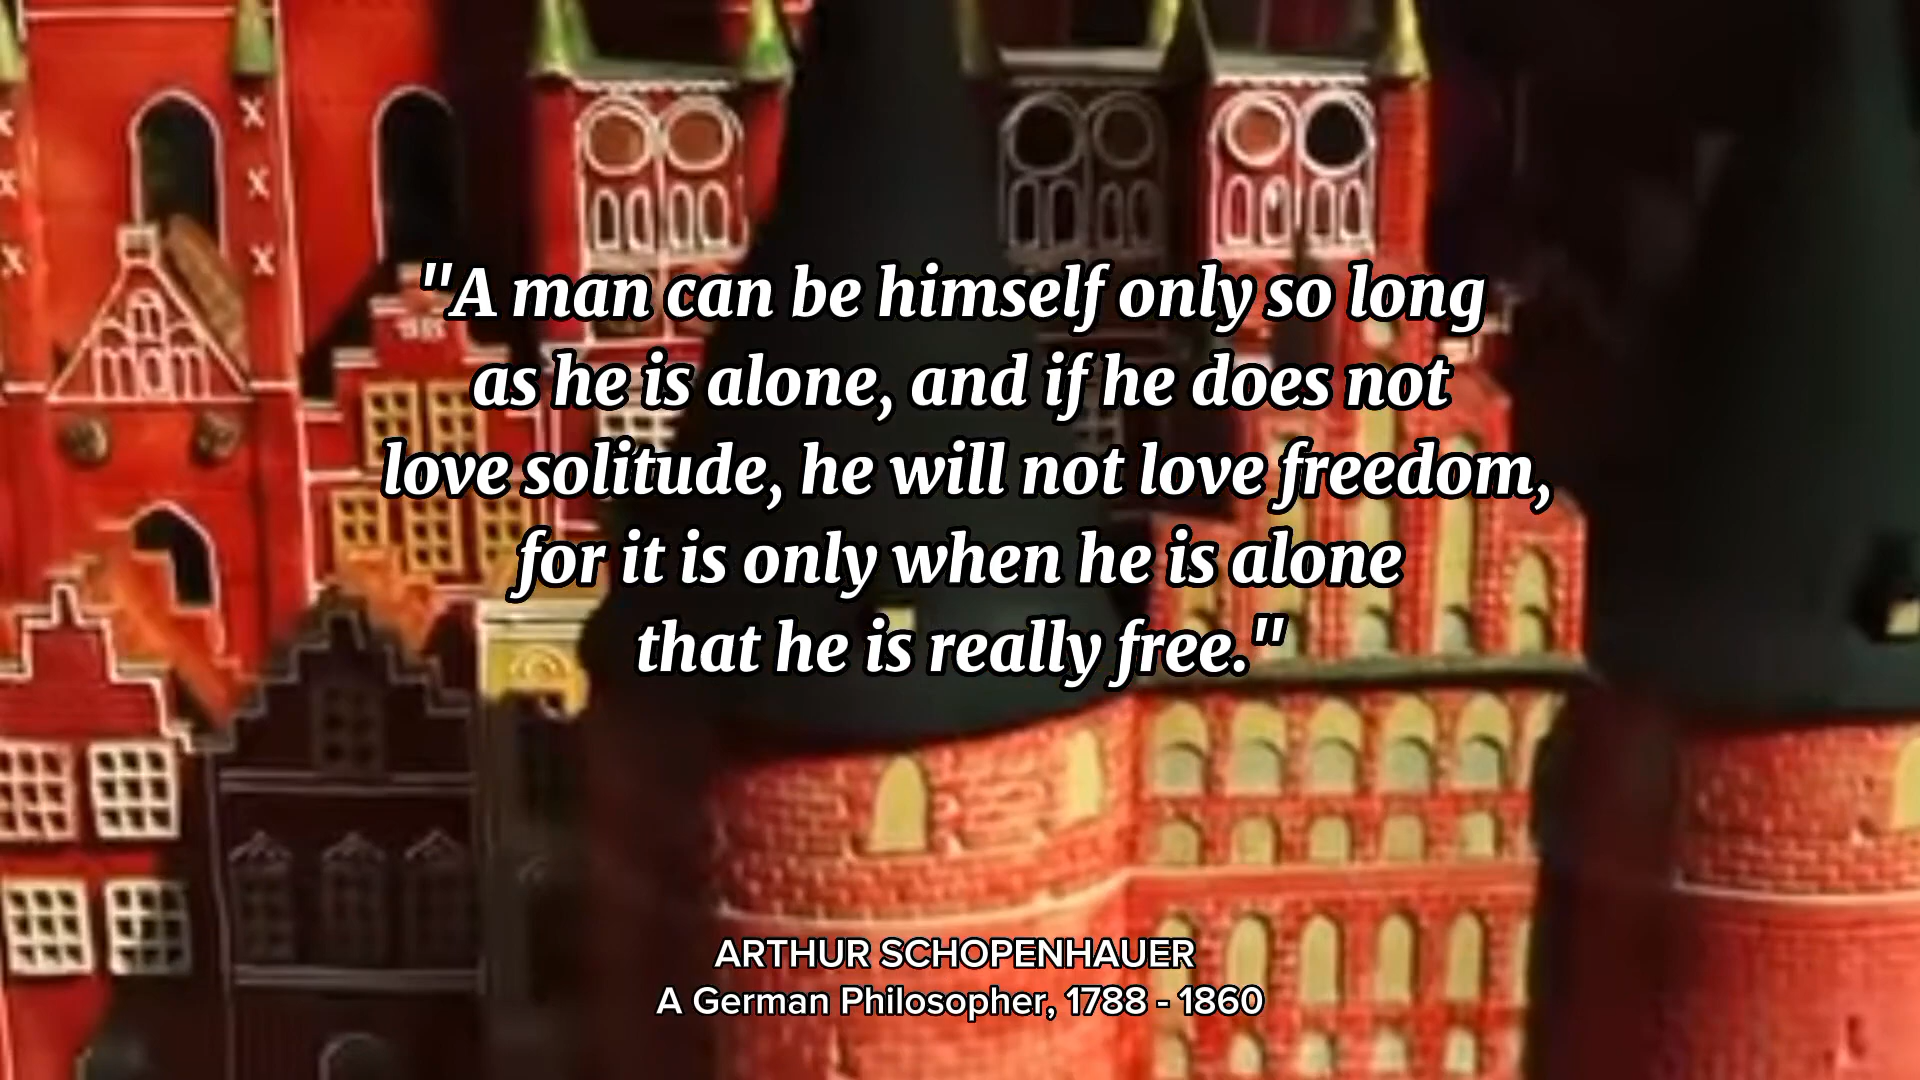 "A man can be himself only so long
as he is alone, and if he does not
love solitude, he will not love freedom,
for it is only when he is alone
that he is really free."
ARTHUR SCHOPENHAUER
A German Philosopher, 1788 - 1860